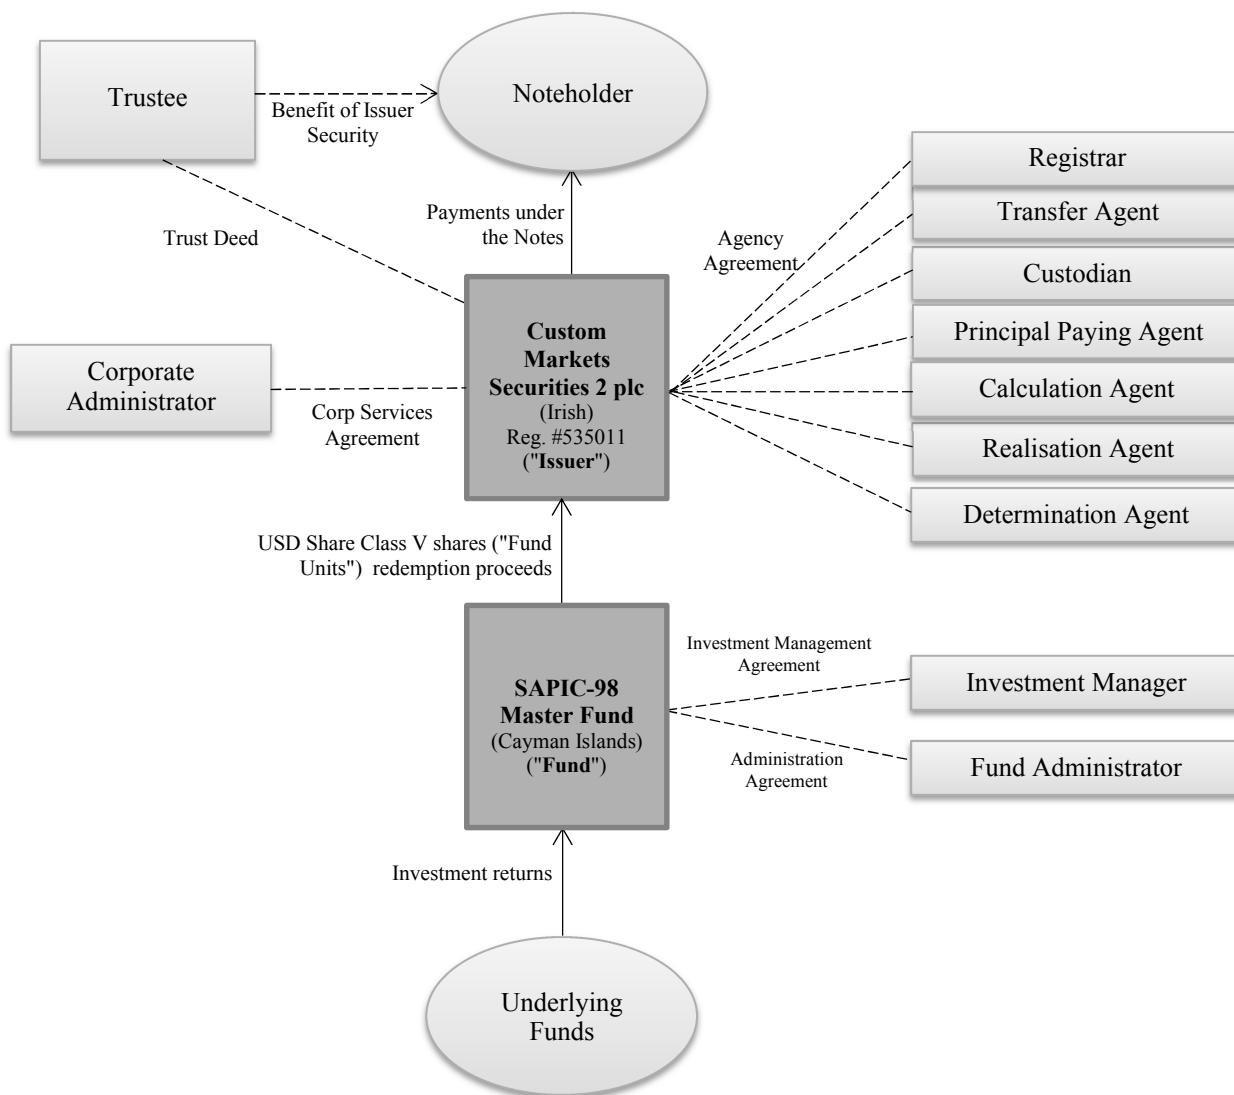 Trustee
Benefit of Issuer
Security
Noteholder
Trust Deed
Payments under
the Notes
Agency
Agreement
Registrar
Transfer Agent
Custodian
Principal Paying Agent
Calculation Agent
Realisation Agent
Determination Agent
Corporate
Administrator
Corp Services
Agreement
Custom
Markets
Securities 2 plc
(Irish)
Reg. #535011
("Issuer")
USD Share Class V shares ("Fund
Units") redemption proceeds
SAPIC-98
Master Fund
(Cayman Islands)
("Fund")
Investment Management
Agreement
Investment Manager
Administration
Agreement
Fund Administrator
Investment returns
Underlying
Funds